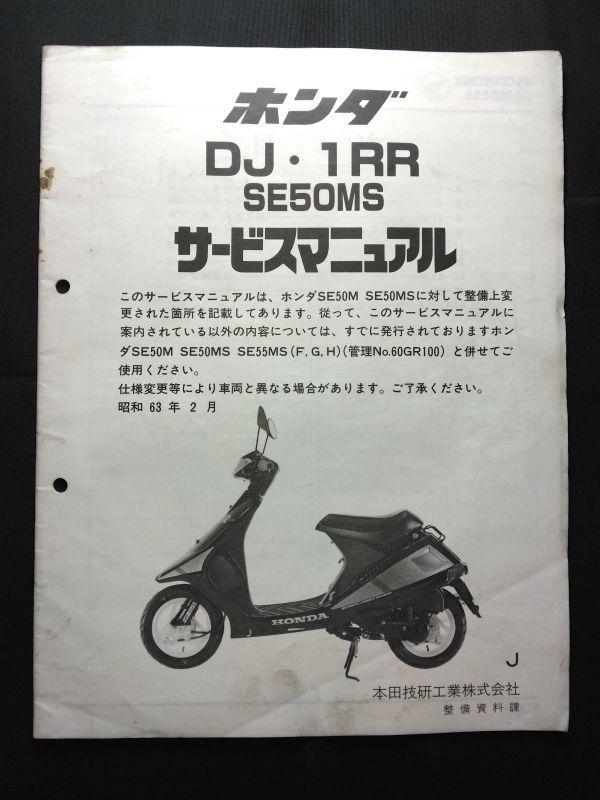 ホンダ
DJ・1RR
SE50MS
サービスマニュアル
このサービスマニュアルは、ホンダSE50M SE50MSに対して整備上変
更された箇所を記載してあります。従って、このサービスマニュアルに
案内されている以外の内容については、すでに発行されておりますホン
ダSE50M SE50MS SE55MS(F,G,H)(管理No.60GR100)と併せてご
使用ください。
仕様変更等により車両と異なる場合があります。ご了承ください。
昭和 63 年 2 月
HONDA
J
本田技研工業株式会社
整備資料課